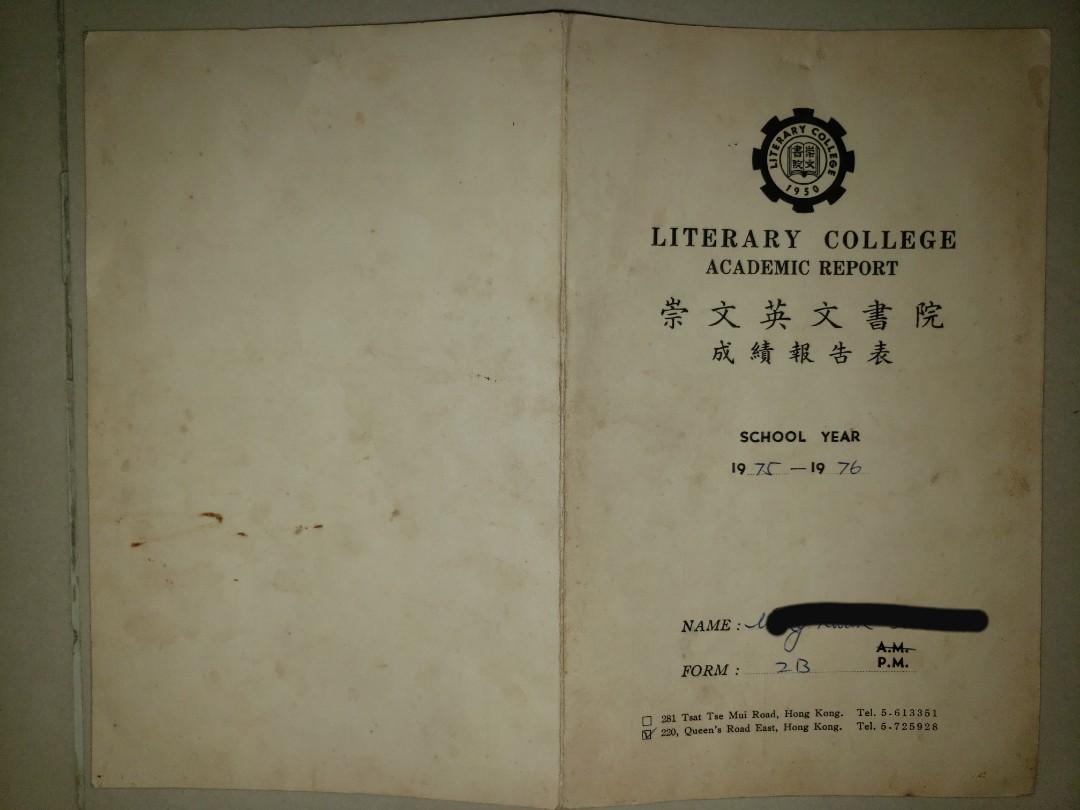 LITERARY COLLEGE
書院 崇文
1950
LITERARY COLLEGE
ACADEMIC REPORT
崇文英文書院
成績報告表
SCHOOL YEAR
1975 — 1976
NAME :
A.M.
FORM : 2B P.M.
281 Tsat Tse Mui Road, Hong Kong. Tel. 5-613351
220, Queen's Road East, Hong Kong. Tel. 5-725928